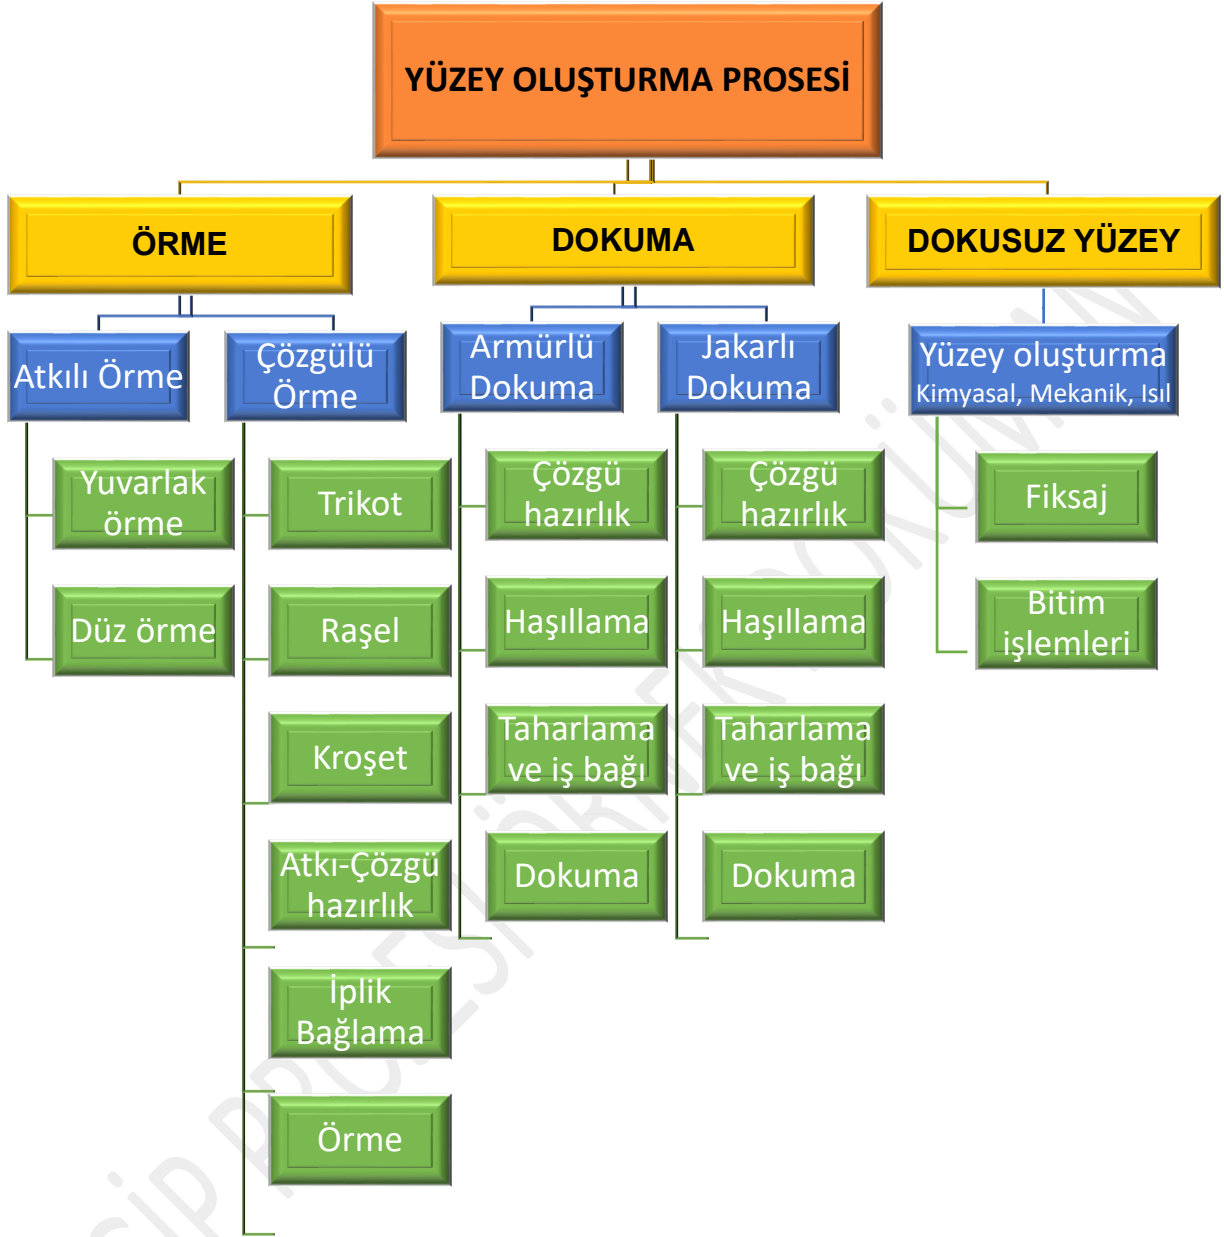 YÜZEY OLUŞTURMA PROSESİ
ÖRME
DOKUMA
DOKUSUZ YÜZEY
Atkılı Örme
Çözgülü
Örme
Armürlü
Dokuma
Jakarlı
Dokuma
Yüzey oluşturma
Kimyasal, Mekanik, Isıl
Yuvarlak
örme
Düz örme
Trikot
Raşel
Kroşet
Atkı-Çözgü
hazırlık
İplik
Bağlama
Örme
Çözgü
hazırlık
Haşıllama
Taharlama
ve iş bağı
Dokuma
Çözgü
hazırlık
Haşıllama
Taharlama
ve iş bağı
Dokuma
Fiksaj
Bitim
işlemleri